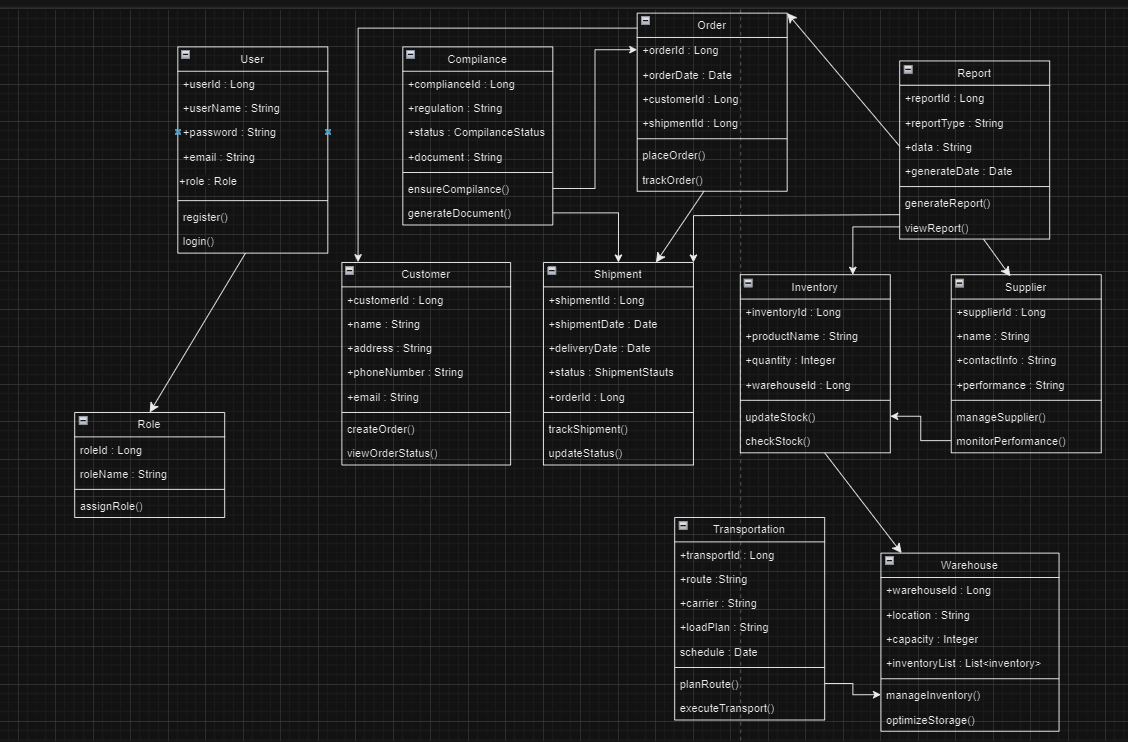 User
+userId : Long
+userName : String
+password : String
+email : String
+role : Role
register()
login()
Compilance
+complianceId : Long
+regulation : String
+status : CompilanceStatus
+document : String
ensureCompilance()
generateDocument()
Order
+orderId : Long
+orderDate : Date
+customerId : Long
+shipmentId : Long
placeOrder()
trackOrder()
Report
+reportId : Long
+reportType : String
+data : String
+generateDate : Date
generateReport()
viewReport()
Customer
+customerId : Long
+name : String
+address : String
+phoneNumber : String
+email : String
createOrder()
viewOrderStatus()
Shipment
+shipmentId : Long
+shipmentDate : Date
+deliveryDate : Date
+status : ShipmentStauts
+orderId : Long
trackShipment()
updateStatus()
Inventory
+inventoryId : Long
+productName : String
+quantity : Integer
+warehouseId : Long
updateStock()
checkStock()
Supplier
+supplierId : Long
+name : String
+contactInfo : String
+performance : String
manageSupplier()
monitorPerformance()
Role
roleId : Long
roleName : String
assignRole()
Transportation
+transportId : Long
+route :String
+carrier : String
+loadPlan : String
schedule : Date
planRoute()
executeTransport()
Warehouse
+warehouseId : Long
+location : String
+capacity : Integer
+inventoryList : List<inventory>
manageInventory()
optimizeStorage()